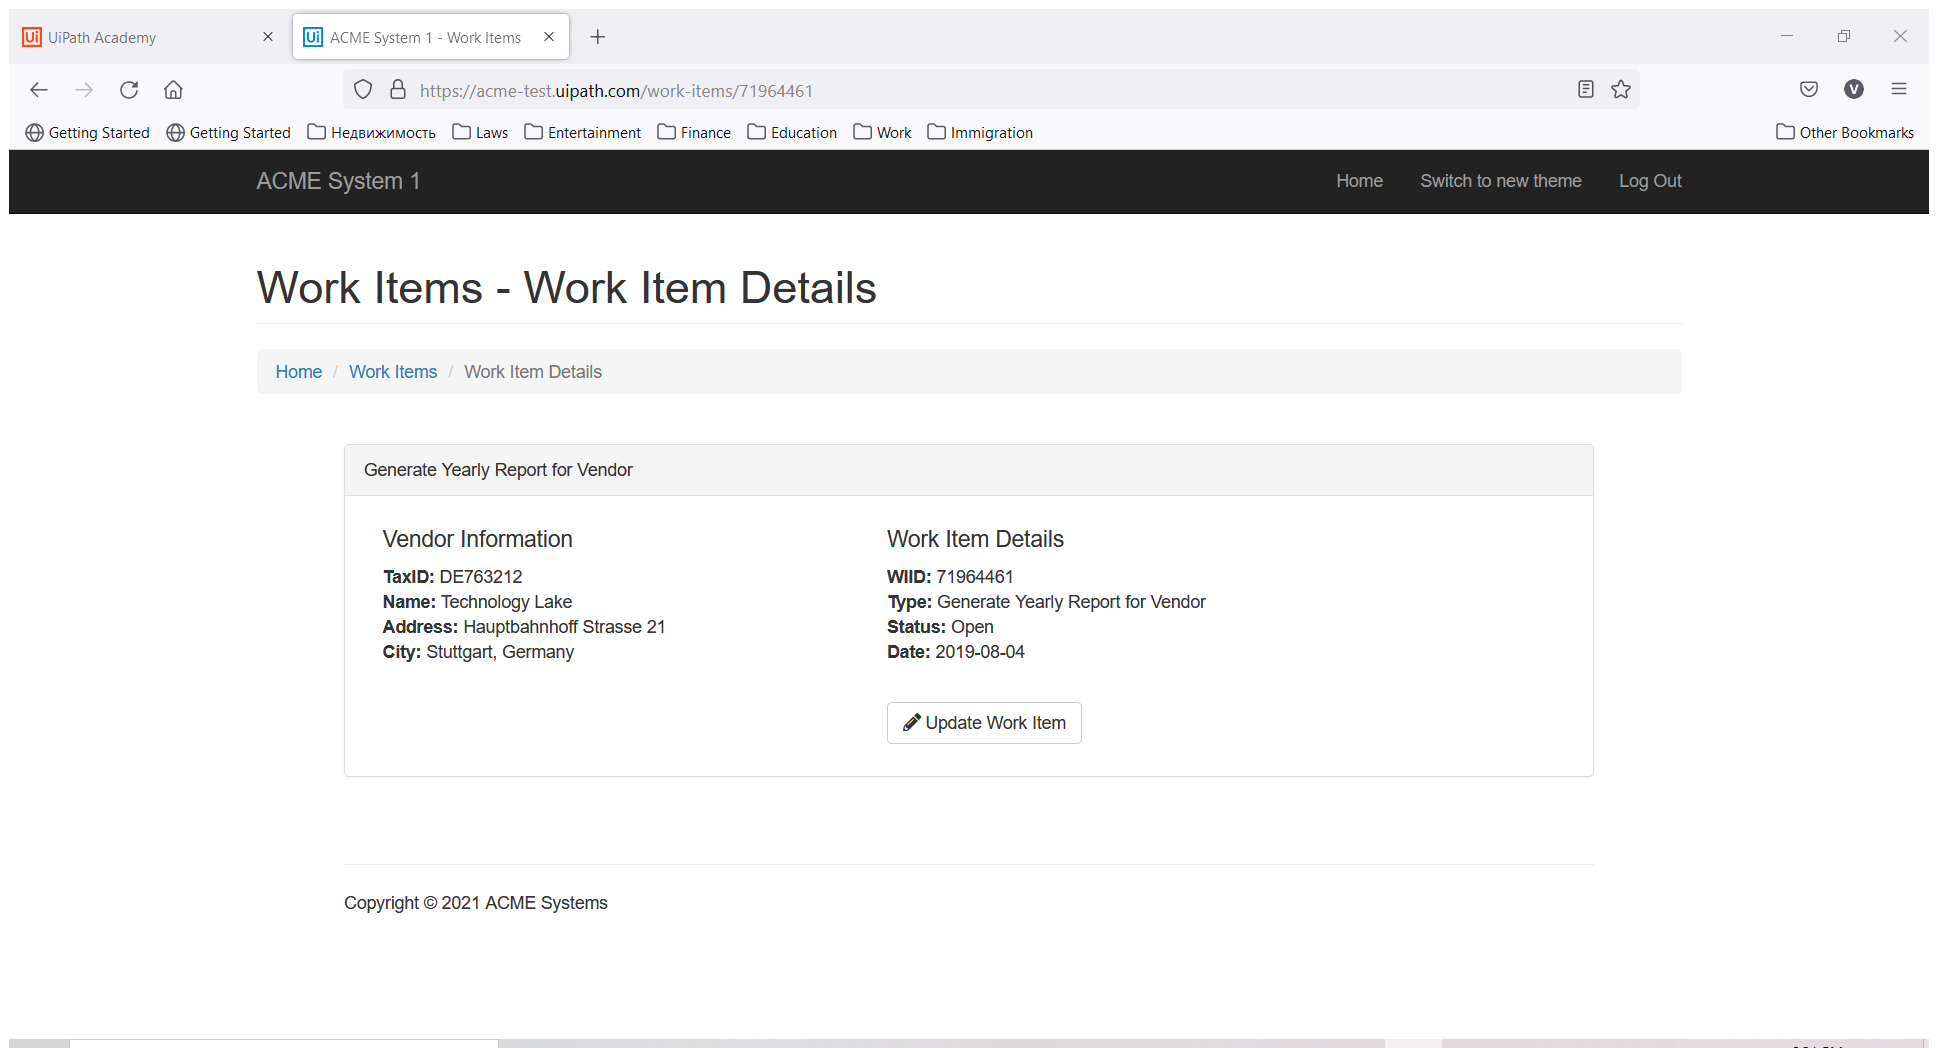 UiPath Academy
ACME System 1 - Work Items
https://acme-test.uipath.com/work-items/71964461
V
Getting Started
Getting Started
Недвижимость
Laws
Entertainment
Finance
Education
Work
Immigration
Other Bookmarks
ACME System 1
Home
Switch to new theme
Log Out
Work Items - Work Item Details
Home / Work Items / Work Item Details
Generate Yearly Report for Vendor
Vendor Information
TaxID: DE763212
Name: Technology Lake
Address: Hauptbahnhoff Strasse 21
City: Stuttgart, Germany
Work Item Details
WIID: 71964461
Type: Generate Yearly Report for Vendor
Status: Open
Date: 2019-08-04
Update Work Item
Copyright © 2021 ACME Systems